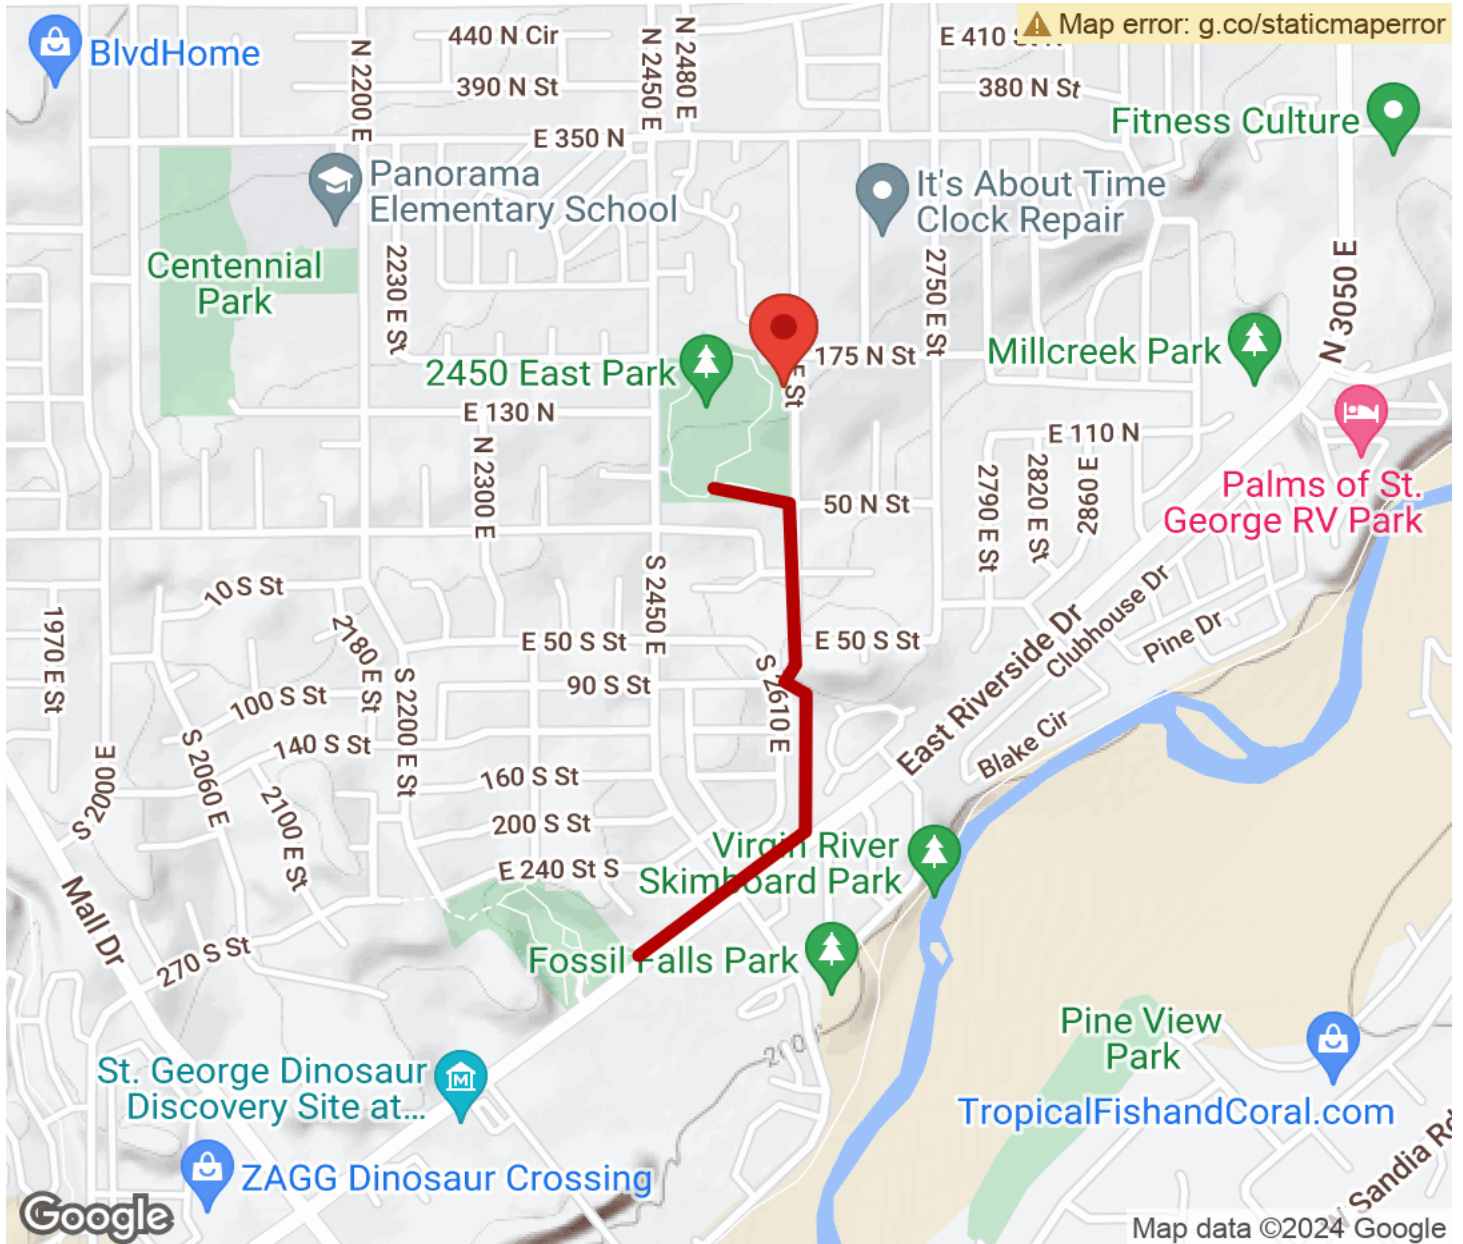 Map error: g.co/staticmaperror
BlvdHome
440 N Cir
390 N St
N 2200 E
N 2450 E
N 2480 E
380 N St
Fitness Culture
E 350 N
Panorama
Elementary School
It's About Time
Clock Repair
Centennial
Park
2230 E St
2750 E St
N 3050 E
175 N St
E St
Millcreek Park
2450 East Park
E 130 N
N 2300 E
E 110 N
2790 E St
2820 E St
2860 E
50 N St
Palms of St.
George RV Park
10 S St
S 2450 E
1970 E St
2180 E St
E 50 S St
E 50 S St
Clubhouse Dr
Pine Dr
East Riverside Dr
Blake Cir
90 S St
S 2610 E
100 S St
S 2200 E St
140 S St
S 2060 E
S 2000 E
160 S St
2100 E St
200 S St
E 240 St S
Virgin River
Skimboard Park
Mall Dr
270 S St
Fossil Falls Park
Pine View
Park
St. George Dinosaur
Discovery Site at...
TropicalFishandCoral.com
ZAGG Dinosaur Crossing
Sandia Rd
Google
Map data ©2024 Google